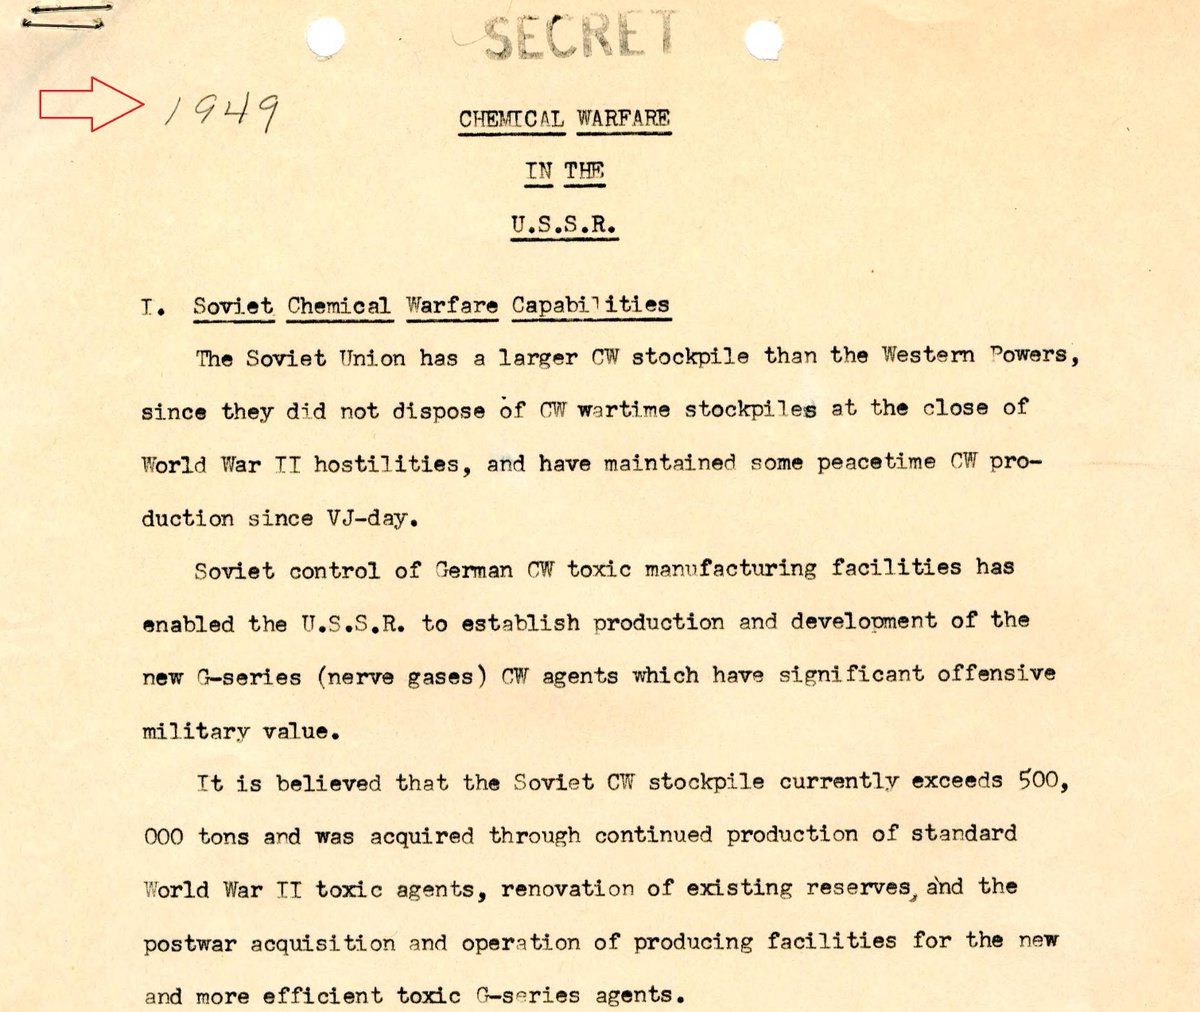 SECRET
1949
CHEMICAL WARFARE
IN THE
U.S.S.R.
I. Soviet Chemical Warfare Capabilities
The Soviet Union has a larger CW stockpile than the Western Powers,
since they did not dispose of CW wartime stockpiles at the close of
World War II hostilities, and have maintained some peacetime CW pro-
duction since VJ-day.
Soviet control of German CW toxic manufacturing facilities has
enabled the U.S.S.R. to establish production and development of the
new G-series (nerve gases) CW agents which have significant offensive
military value.
It is believed that the Soviet CW stockpile currently exceeds 500,
000 tons and was acquired through continued production of standard
World War II toxic agents, renovation of existing reserves, and the
postwar acquisition and operation of producing facilities for the new
and more efficient toxic G-series agents.